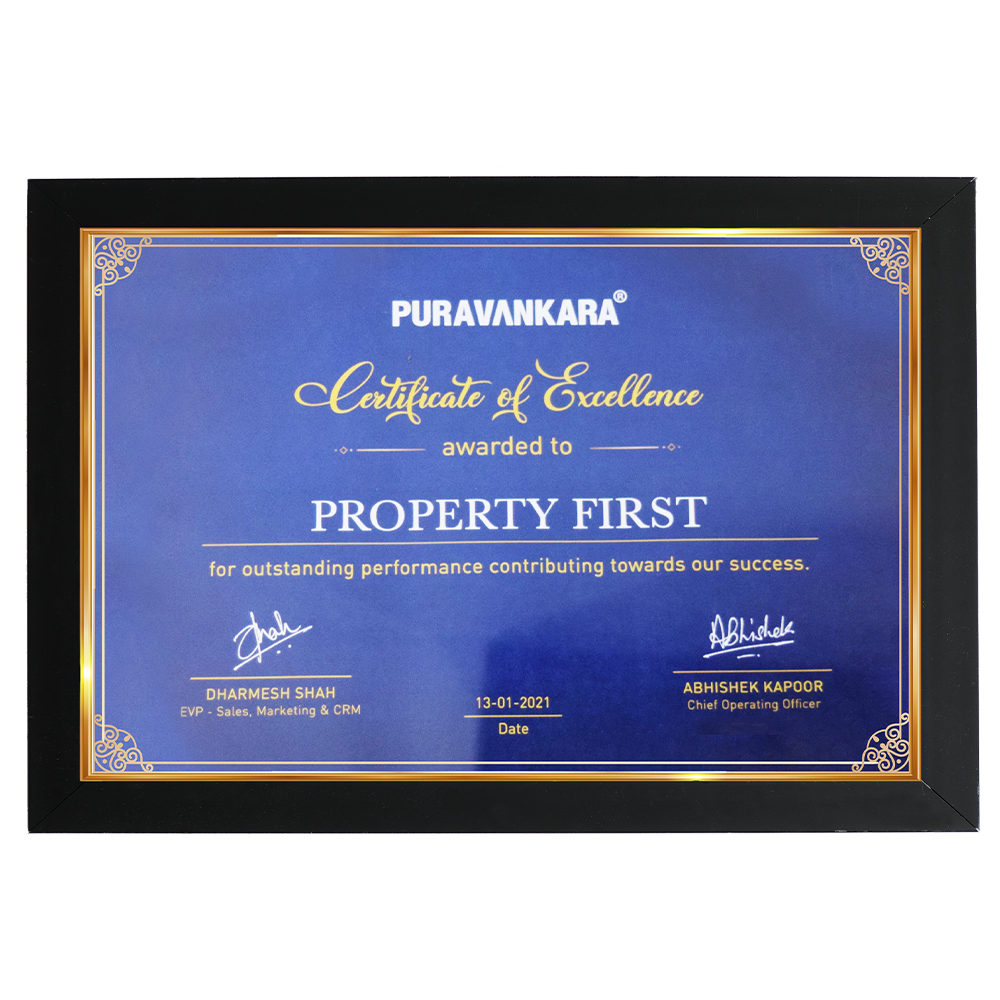 PURAVANKARA®
Certificate of Excellence
awarded to
PROPERTY FIRST
for outstanding performance contributing towards our success.
Shah
DHARMESH SHAH
EVP - Sales, Marketing & CRM
13-01-2021
Date
Abhishek
ABHISHEK KAPOOR
Chief Operating Officer